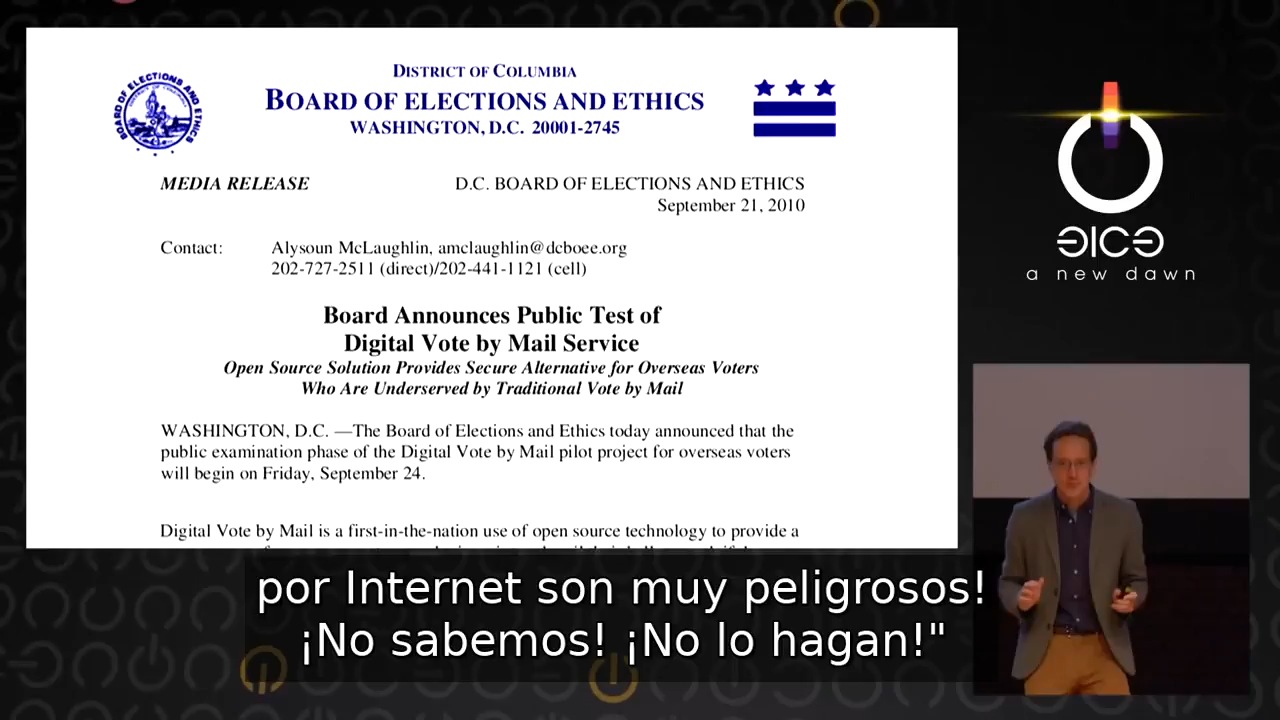 DISTRICT OF COLUMBIA
BOARD OF ELECTIONS AND ETHICS
WASHINGTON, D.C. 20001-2745
BOARD OF ELECTIONS AND ETHICS
MEDIA RELEASE
D.C. BOARD OF ELECTIONS AND ETHICS
September 21, 2010
Contact:
Alysoun McLaughlin, amclaughlin@dcboee.org
202-727-2511 (direct)/202-441-1121 (cell)
Board Announces Public Test of
Digital Vote by Mail Service
Open Source Solution Provides Secure Alternative for Overseas Voters
Who Are Underserved by Traditional Vote by Mail
WASHINGTON, D.C. —The Board of Elections and Ethics today announced that the
public examination phase of the Digital Vote by Mail pilot project for overseas voters
will begin on Friday, September 24.
Digital Vote by Mail is a first-in-the-nation use of open source technology to provide a
a new dawn
por Internet son muy peligrosos!
¡No sabemos! ¡No lo hagan!"